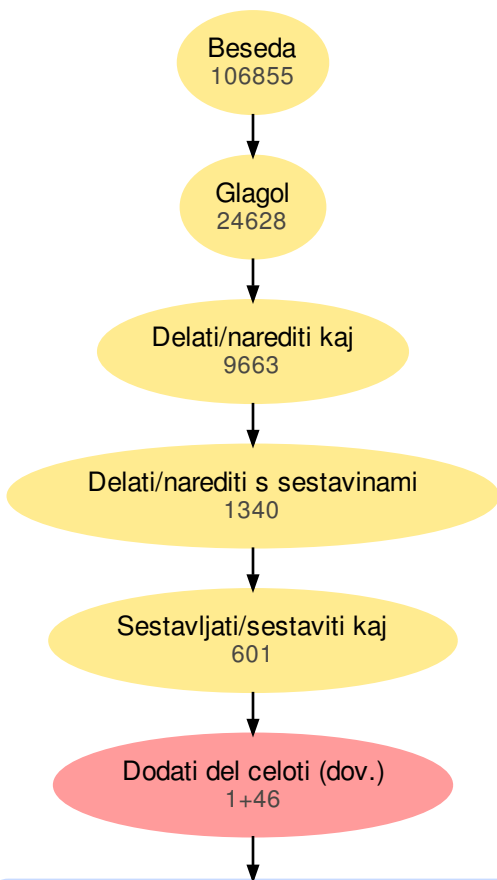 Beseda
106855
Glagol
24628
Delati/narediti kaj
9663
Delati/narediti s sestavinami
1340
Sestavljati/sestaviti kaj
601
Dodati del celoti (dov.)
1+46